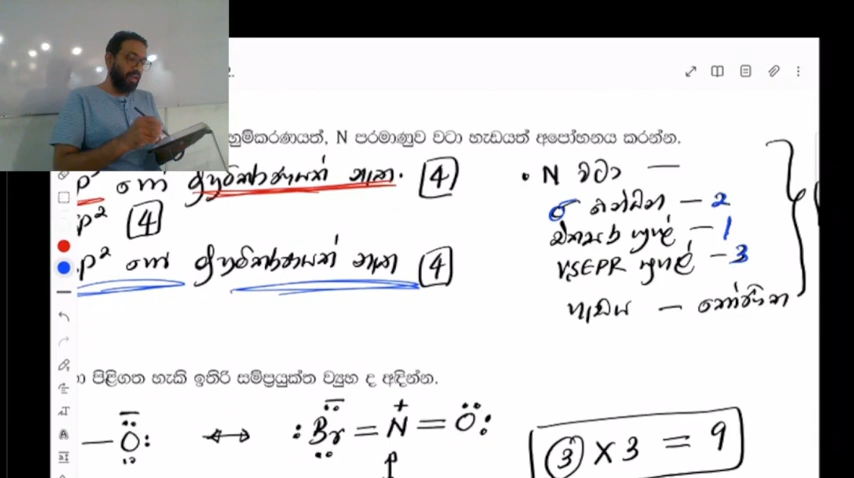 2.
හුම්කරණයත්, N පරමාණුව වටා හැඩයත් අපෝහනය කරන්න.
p² හෝ මුහුම්කරණයක් නැත. [4]
p² [4]
p² හෝ මුහුම්කරණයක් නැත [4]
• N වටා —
σ බන්ධන — 2
එකසර යුගල් — 1
VSEPR යුගල් — 3
හැඩය — කෝණික
පිළිගත හැකි ඉතිරි සම්ප්‍රයුක්ත ව්‍යුහ ද අඳින්න.
— O: ↔ :Br = N = O:
③ × 3 = 9